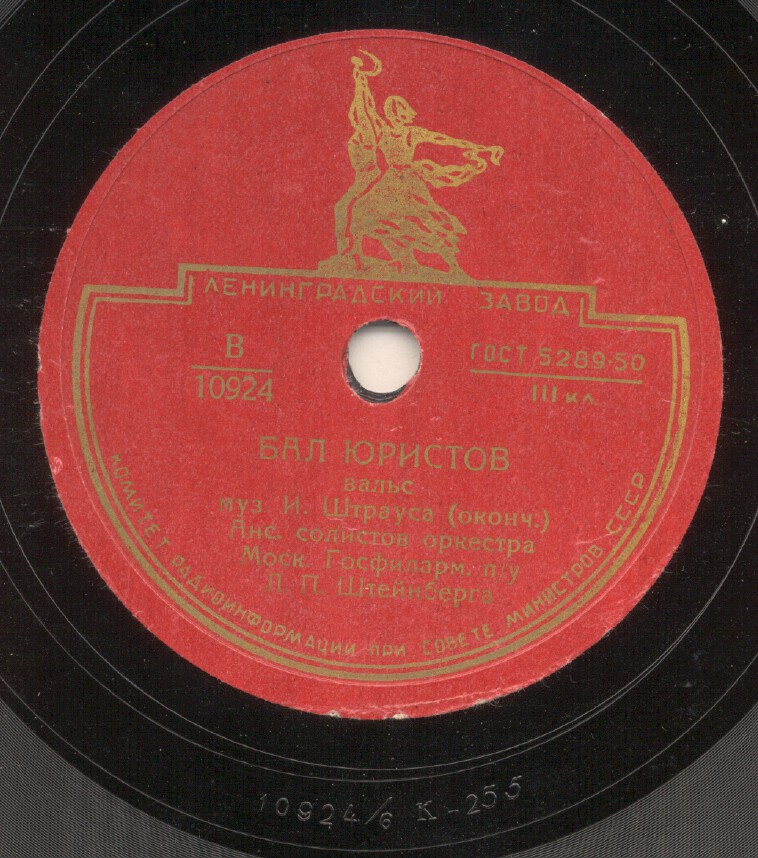 ЛЕНИНГРАДСКИЙ ЗАВОД
В
10924
ГОСТ 5289-50
III кл
БАЛ ЮРИСТОВ
вальс
муз. И. Штрауса (оконч.)
Анс. солистов оркестра
Моск. Госфиларм. п/у
Л. П. Штейнберга
КОМИТЕТ РАДИОИНФОРМАЦИИ ПРИ СОВЕТЕ МИНИСТРОВ СССР
10924/6 К-255